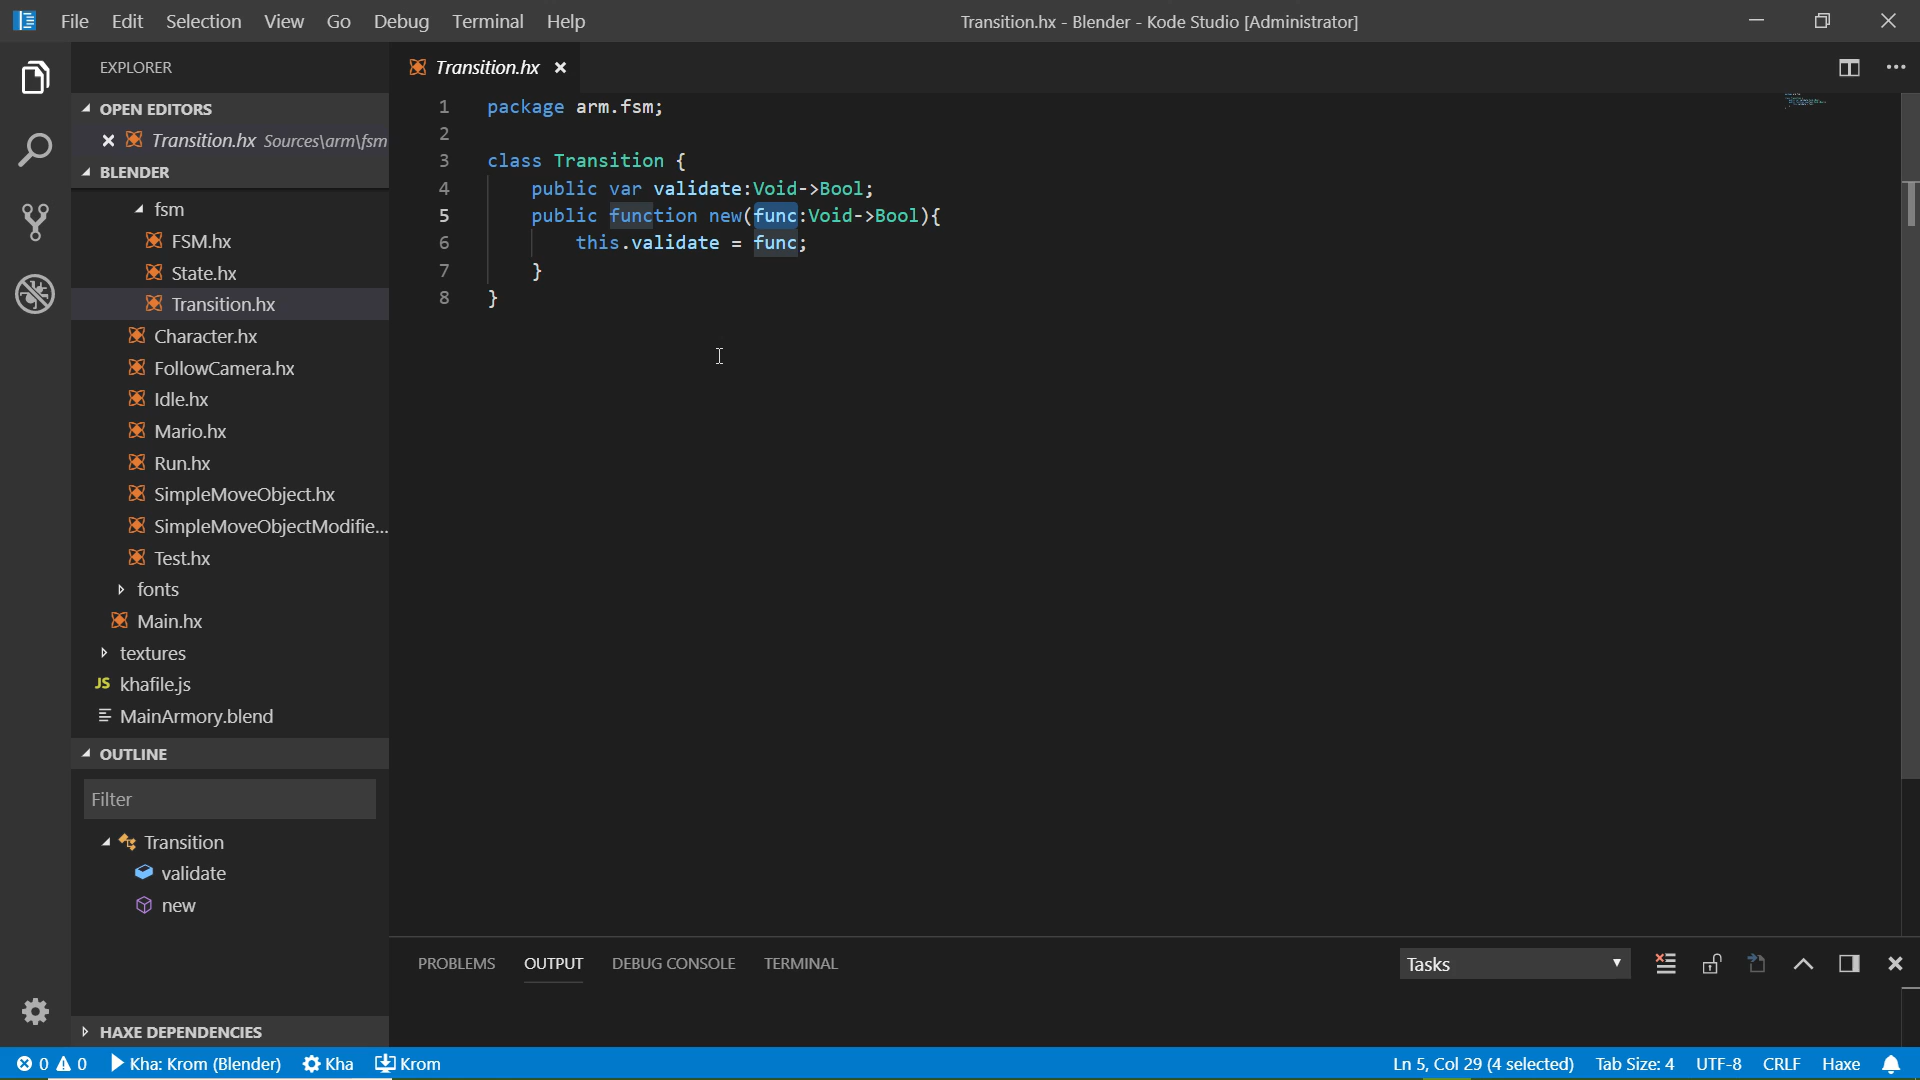 File Edit Selection View Go Debug Terminal Help
Transition.hx - Blender - Kode Studio [Administrator]
EXPLORER
OPEN EDITORS
Transition.hx Sources\arm\fsm
BLENDER
fsm
FSM.hx
State.hx
Transition.hx
Character.hx
FollowCamera.hx
Idle.hx
Mario.hx
Run.hx
SimpleMoveObject.hx
SimpleMoveObjectModifie...
Test.hx
fonts
Main.hx
textures
JS khafile.js
MainArmory.blend
OUTLINE
Filter
Transition
validate
new
HAXE DEPENDENCIES
Transition.hx
1 package arm.fsm;
2
3 class Transition {
4 public var validate:Void->Bool;
5 public function new(func:Void->Bool){
6 this.validate = func;
7 }
8 }
PROBLEMS OUTPUT DEBUG CONSOLE TERMINAL
Tasks
0 0 Kha: Krom (Blender) Kha Krom
Ln 5, Col 29 (4 selected) Tab Size: 4 UTF-8 CRLF Haxe